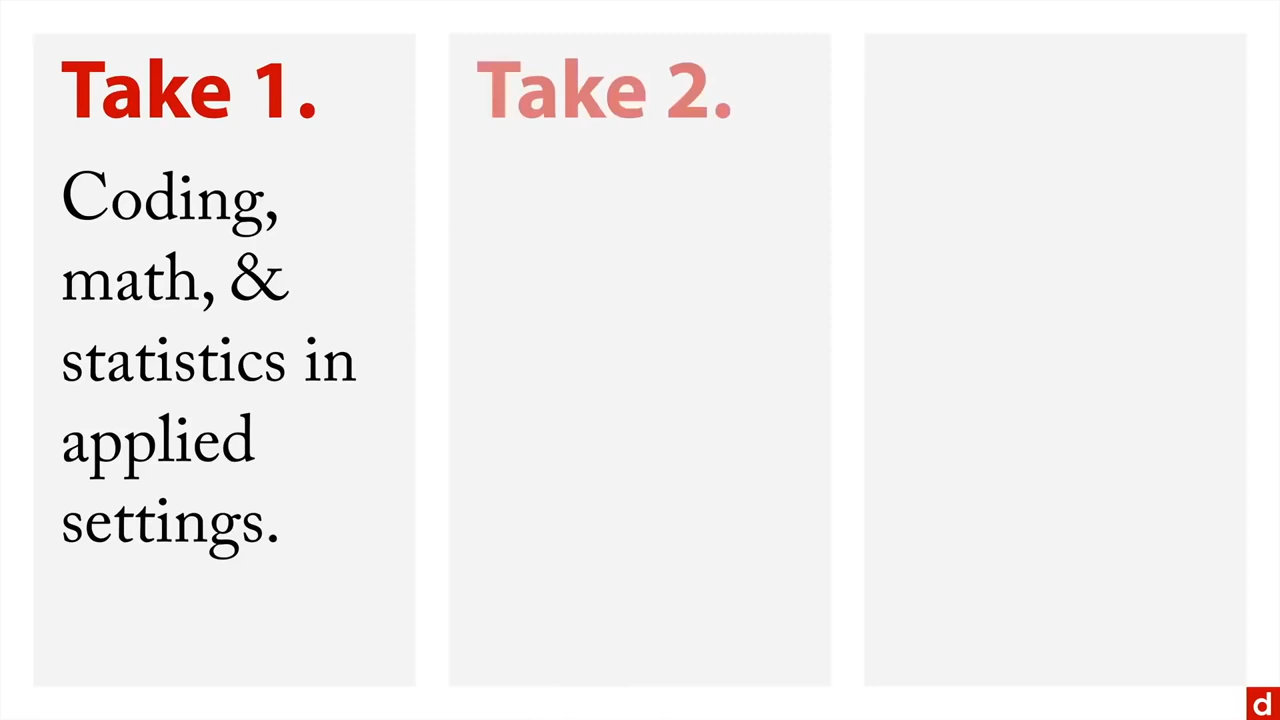 Take 1.
Coding,
math, &
statistics in
applied
settings.
Take 2.
d